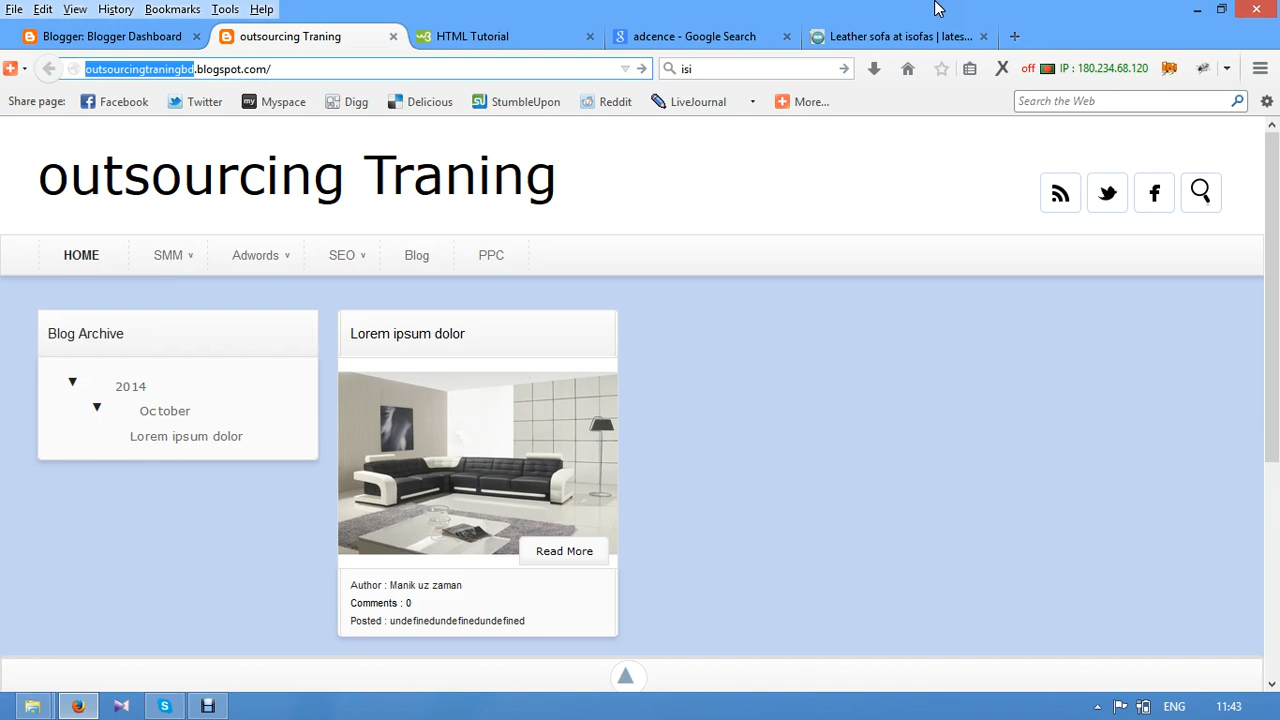 File Edit View History Bookmarks Tools Help
Blogger: Blogger Dashboard × outsourcing Traning × HTML Tutorial × adcence - Google Search × Leather sofa at isofas | lates... × +
outsourcingtraningbd.blogspot.com/ isi off IP : 180.234.68.120
Share page: Facebook Twitter Myspace Digg Delicious StumbleUpon Reddit LiveJournal More... Search the Web
outsourcing Traning
HOME SMM Adwords SEO Blog PPC
Blog Archive
2014
October
Lorem ipsum dolor
Lorem ipsum dolor
Read More
Author : Manik uz zaman
Comments : 0
Posted : undefinedundefinedundefined
ENG 11:43